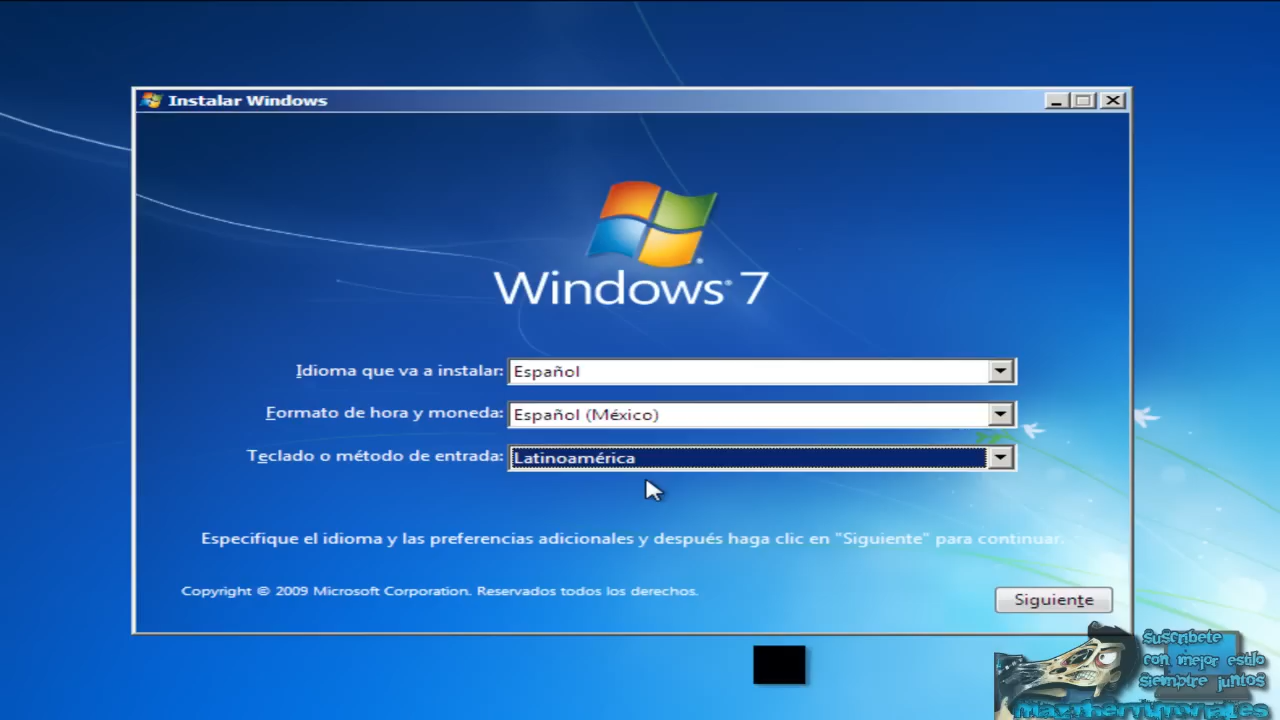 Instalar Windows
Windows 7
Idioma que va a instalar: Español
Formato de hora y moneda: Español (México)
Teclado o método de entrada: Latinoamérica
Especifique el idioma y las preferencias adicionales y después haga clic en "Siguiente" para continuar.
Copyright © 2009 Microsoft Corporation. Reservados todos los derechos.
Siguiente
Suscribete
con mejor estilo
siemptre juntos